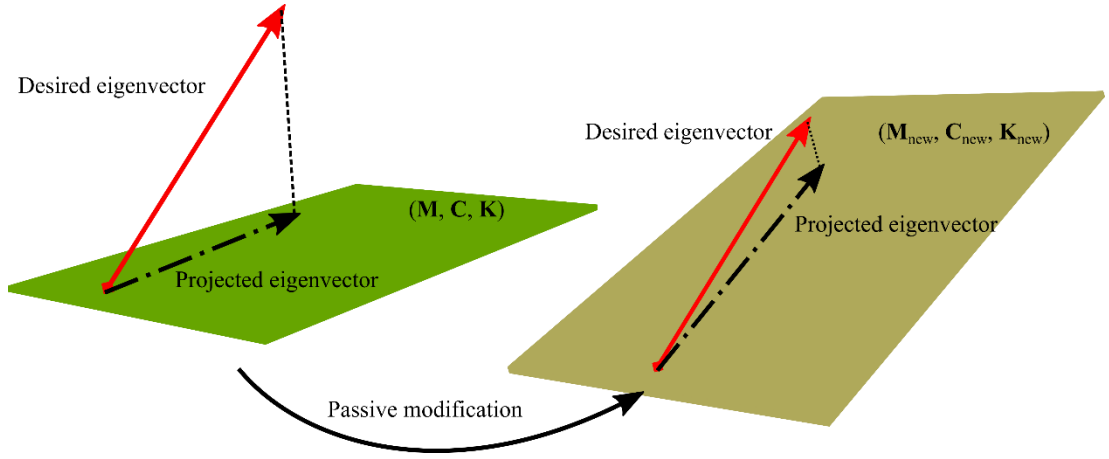 Desired eigenvector
(M, C, K)
Projected eigenvector
Passive modification
Desired eigenvector
(Mnew, Cnew, Knew)
Projected eigenvector